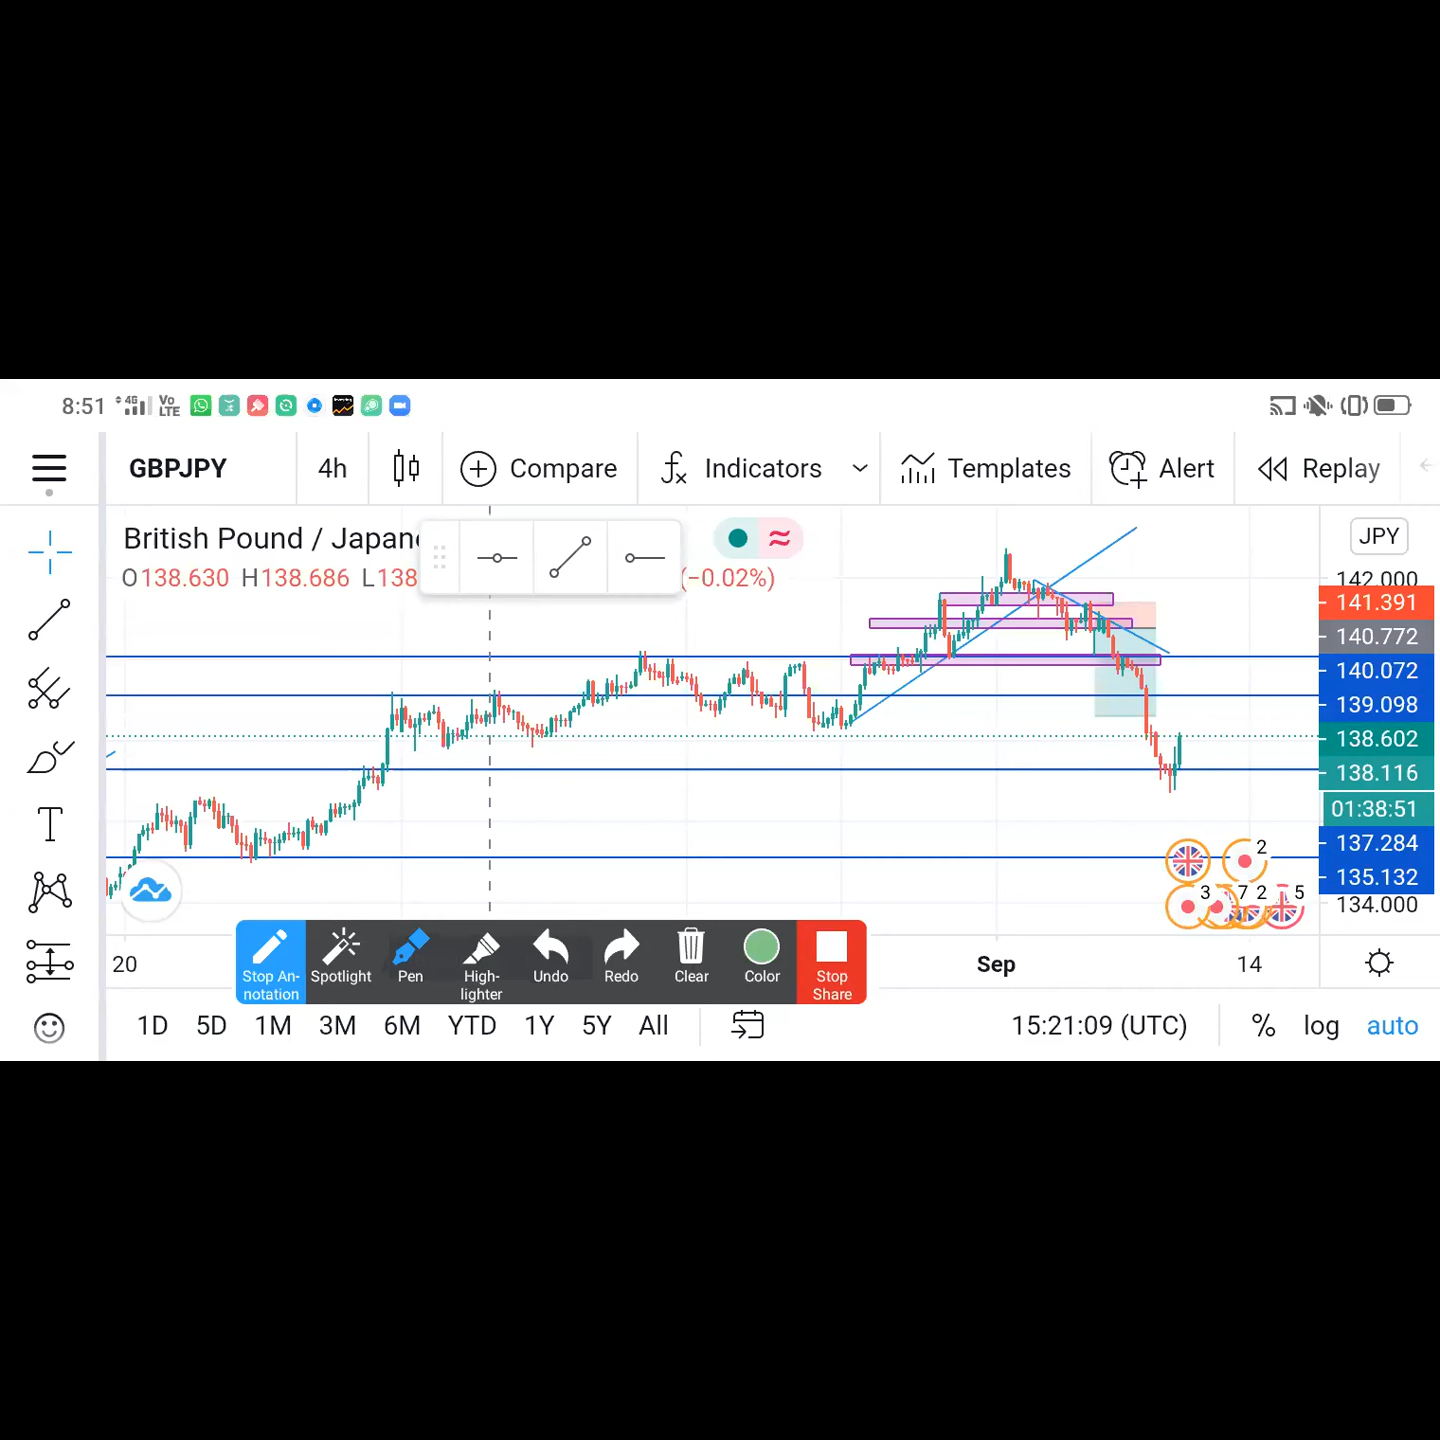 8:51 4G Vo LTE
GBPJPY 4h Compare Indicators Templates Alert Replay
British Pound / Japan
JPY
O138.630 H138.686 L138 (−0.02%)
142.000
141.391
140.772
140.072
139.098
138.602
138.116
01:38:51
137.284
135.132
134.000
2
3 7 2 5
Stop An-
notation
Spotlight
Pen
High-
lighter
Undo
Redo
Clear
Color
Stop
Share
20 Sep 14
1D 5D 1M 3M 6M YTD 1Y 5Y All 15:21:09 (UTC) % log auto